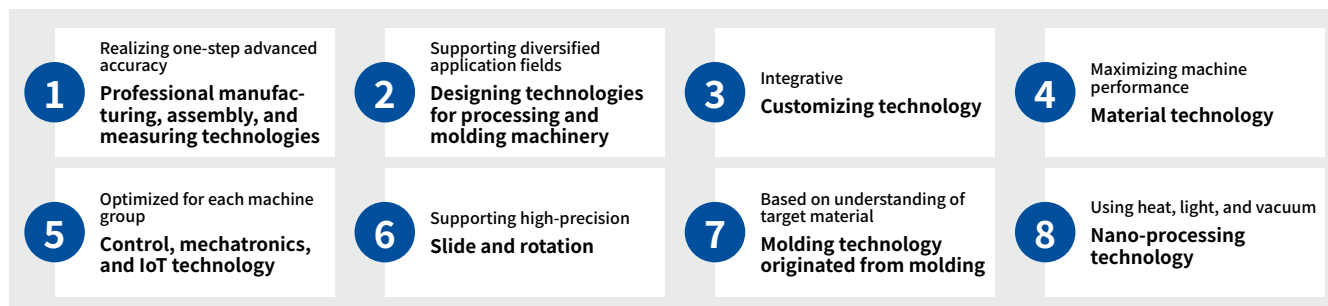 1
Realizing one-step advanced
accuracy
Professional manufac-
turing, assembly, and
measuring technologies
2
Supporting diversified
application fields
Designing technologies
for processing and
molding machinery
3
Integrative
Customizing technology
4
Maximizing machine
performance
Material technology
5
Optimized for each machine
group
Control, mechatronics,
and IoT technology
6
Supporting high-precision
Slide and rotation
7
Based on understanding of
target material
Molding technology
originated from molding
8
Using heat, light, and vacuum
Nano-processing
technology